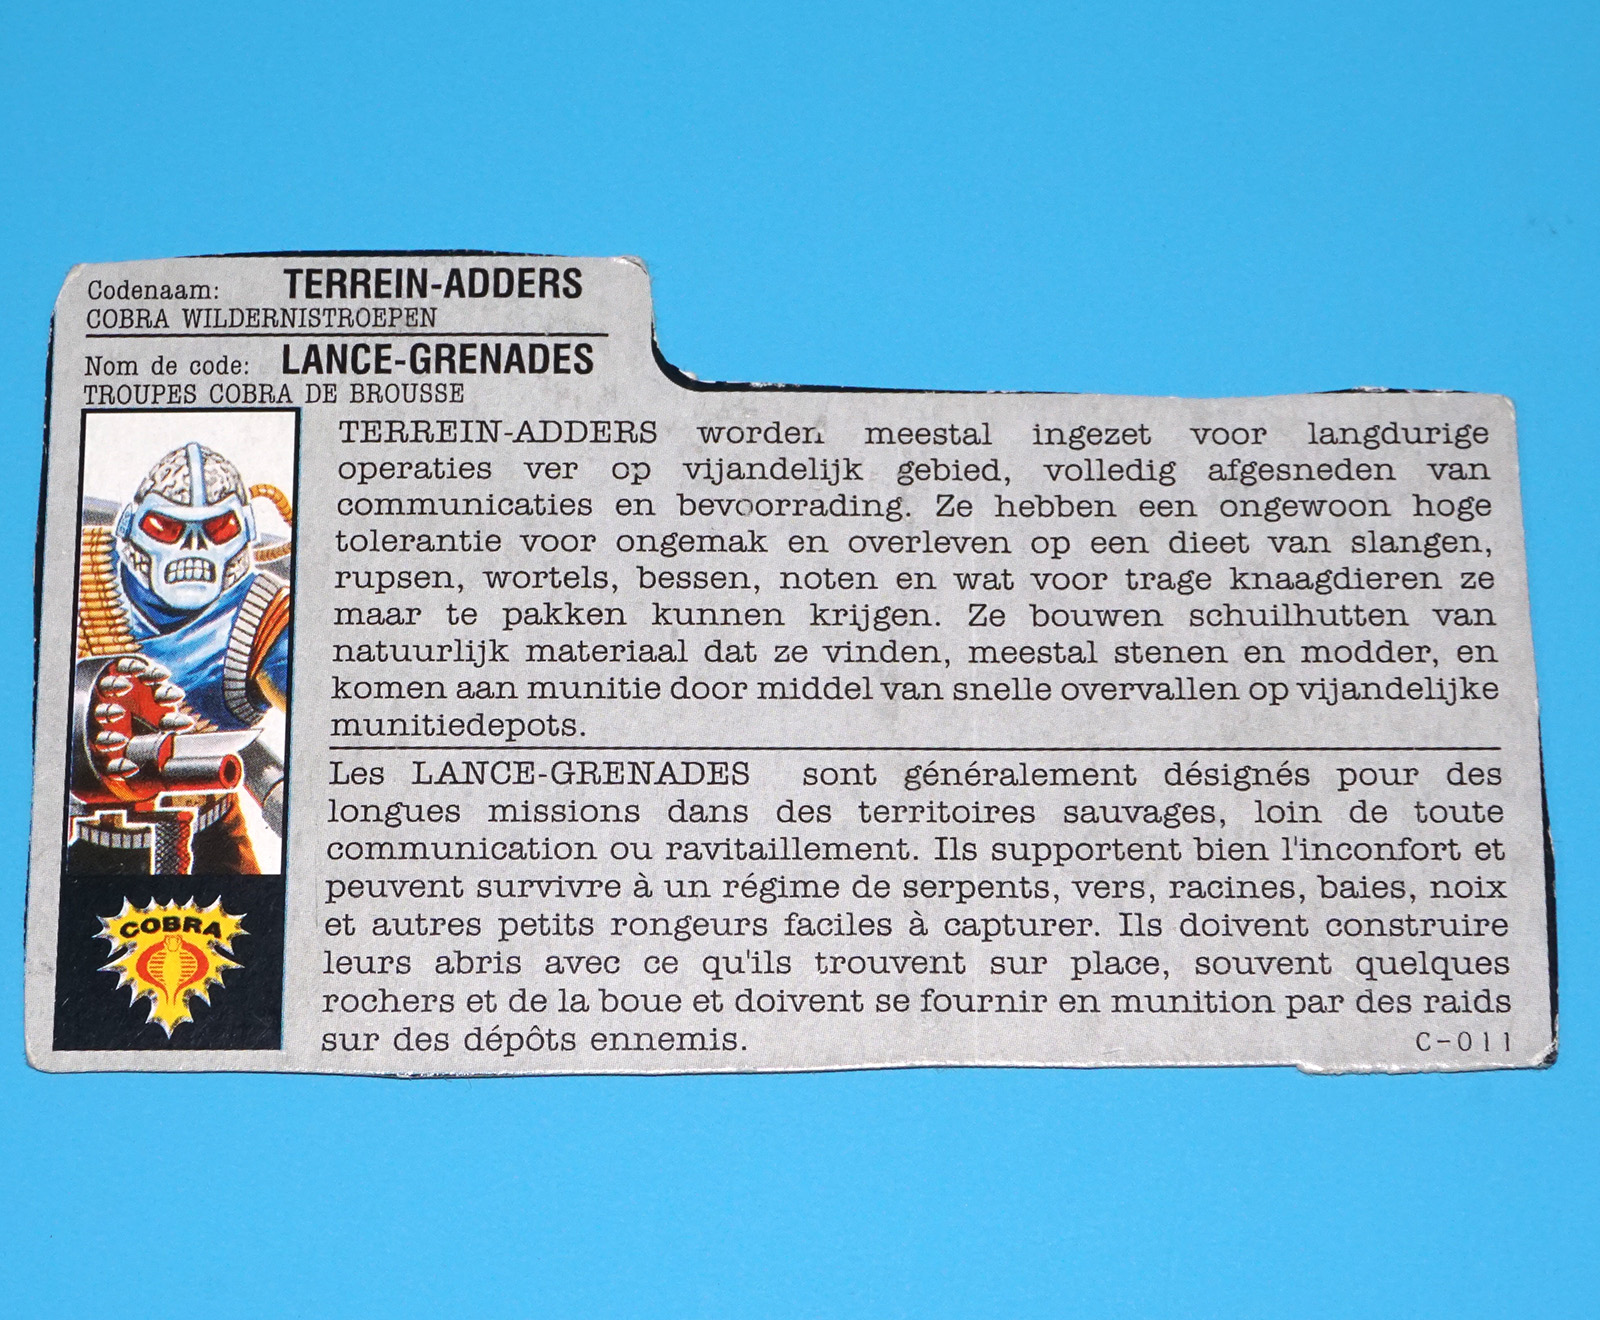 Codenaam: TERREIN-ADDERS
COBRA WILDERNISTROEPEN
Nom de code: LANCE-GRENADES
TROUPES COBRA DE BROUSSE
TERREIN-ADDERS worden meestal ingezet voor langdurige
operaties ver op vijandelijk gebied, volledig afgesneden van
communicaties en bevoorrading. Ze hebben een ongewoon hoge
tolerantie voor ongemak en overleven op een dieet van slangen,
rupsen, wortels, bessen, noten en wat voor trage knaagdieren ze
maar te pakken kunnen krijgen. Ze bouwen schuilhutten van
natuurlijk materiaal dat ze vinden, meestal stenen en modder, en
komen aan munitie door middel van snelle overvallen op vijandelijke
munitiedepots.
Les LANCE-GRENADES sont généralement désignés pour des
longues missions dans des territoires sauvages, loin de toute
communication ou ravitaillement. Ils supportent bien l'inconfort et
peuvent survivre à un régime de serpents, vers, racines, baies, noix
et autres petits rongeurs faciles à capturer. Ils doivent construire
leurs abris avec ce qu'ils trouvent sur place, souvent quelques
rochers et de la boue et doivent se fournir en munition par des raids
sur des dépôts ennemis.
C-011
COBRA